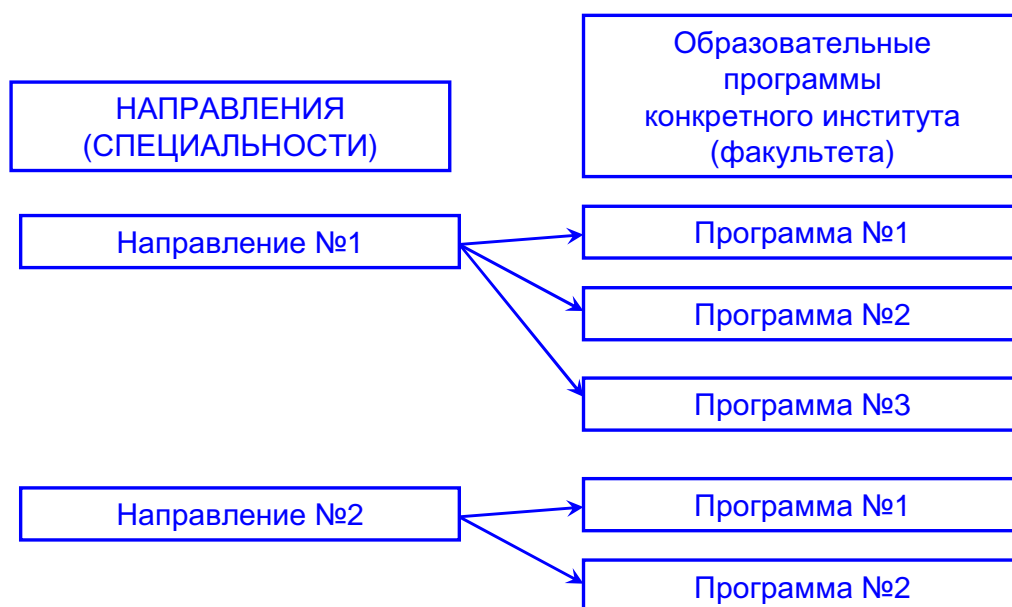 НАПРАВЛЕНИЯ
(СПЕЦИАЛЬНОСТИ)
Образовательные
программы
конкретного института
(факультета)
Направление №1
Программа №1
Программа №2
Программа №3
Направление №2
Программа №1
Программа №2